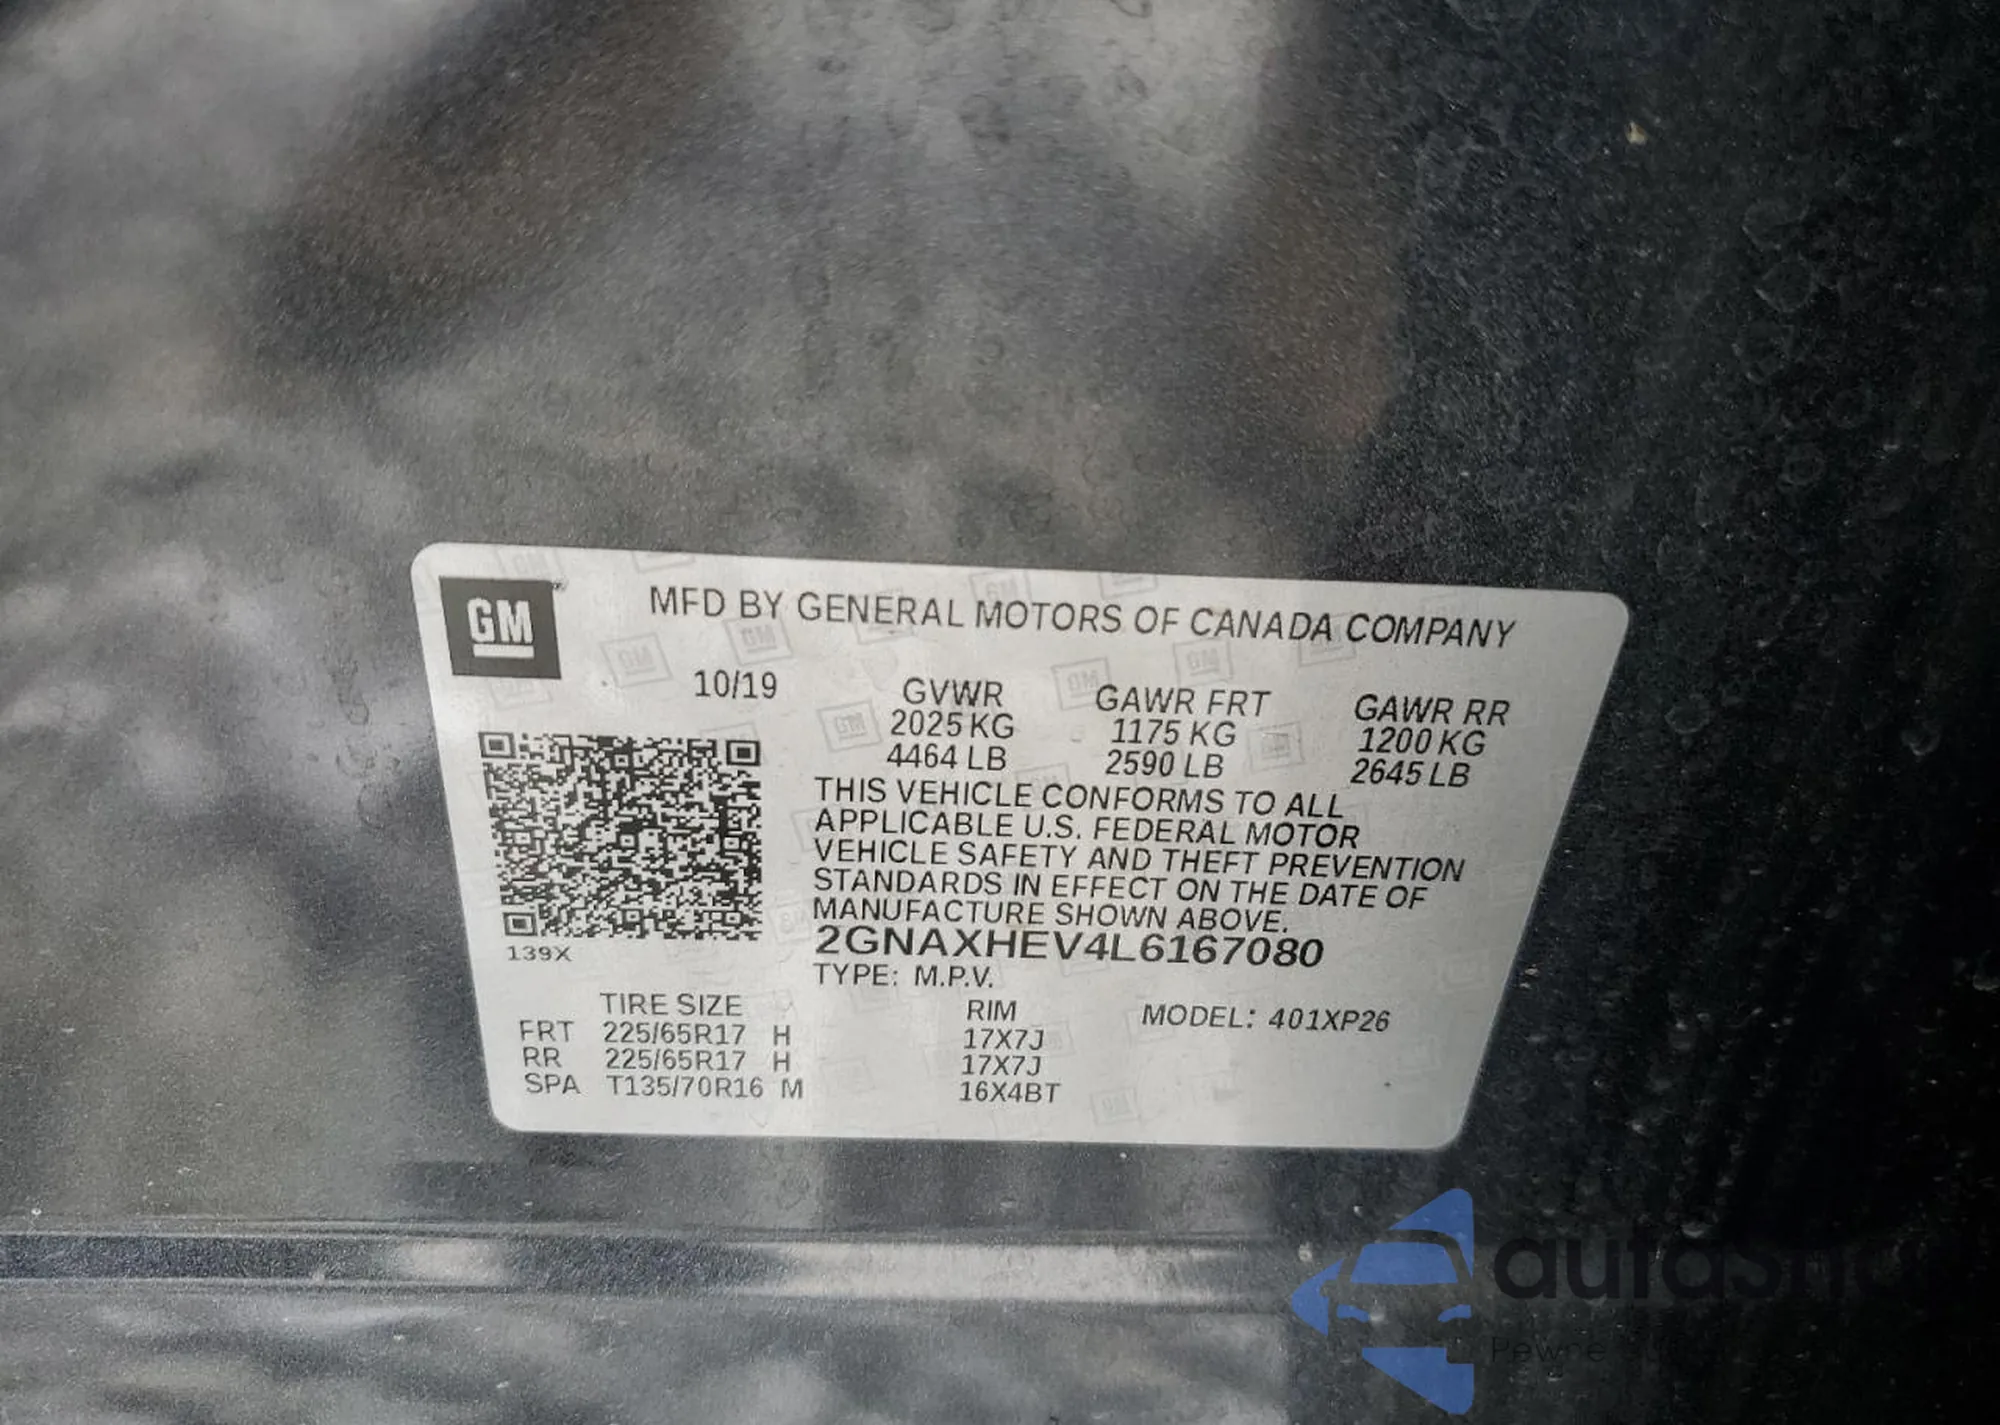 GM
MFD BY GENERAL MOTORS OF CANADA COMPANY
10/19
GVWR GAWR FRT GAWR RR
2025 KG 1175 KG 1200 KG
4464 LB 2590 LB 2645 LB
THIS VEHICLE CONFORMS TO ALL
APPLICABLE U.S. FEDERAL MOTOR
VEHICLE SAFETY AND THEFT PREVENTION
STANDARDS IN EFFECT ON THE DATE OF
MANUFACTURE SHOWN ABOVE.
2GNAXHEV4L6167080
139X
TYPE: M.P.V.
TIRE SIZE RIM MODEL: 401XP26
FRT 225/65R17 H 17X7J
RR 225/65R17 H 17X7J
SPA T135/70R16 M 16X4BT
Pewne